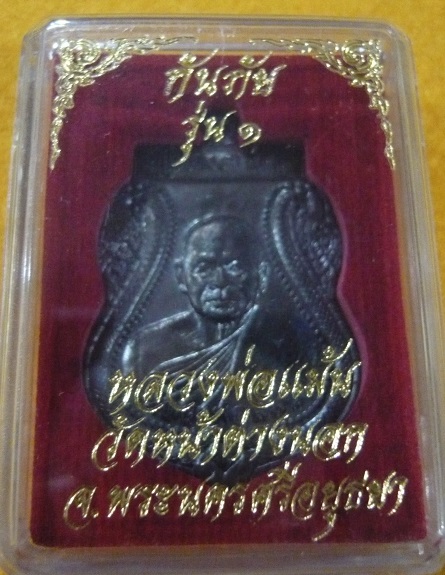 กันภัย
รุ่น ๑
หลวงพ่อแม้น
วัดหน้าต่างนอก
จ.พระนครศรีอยุธยา